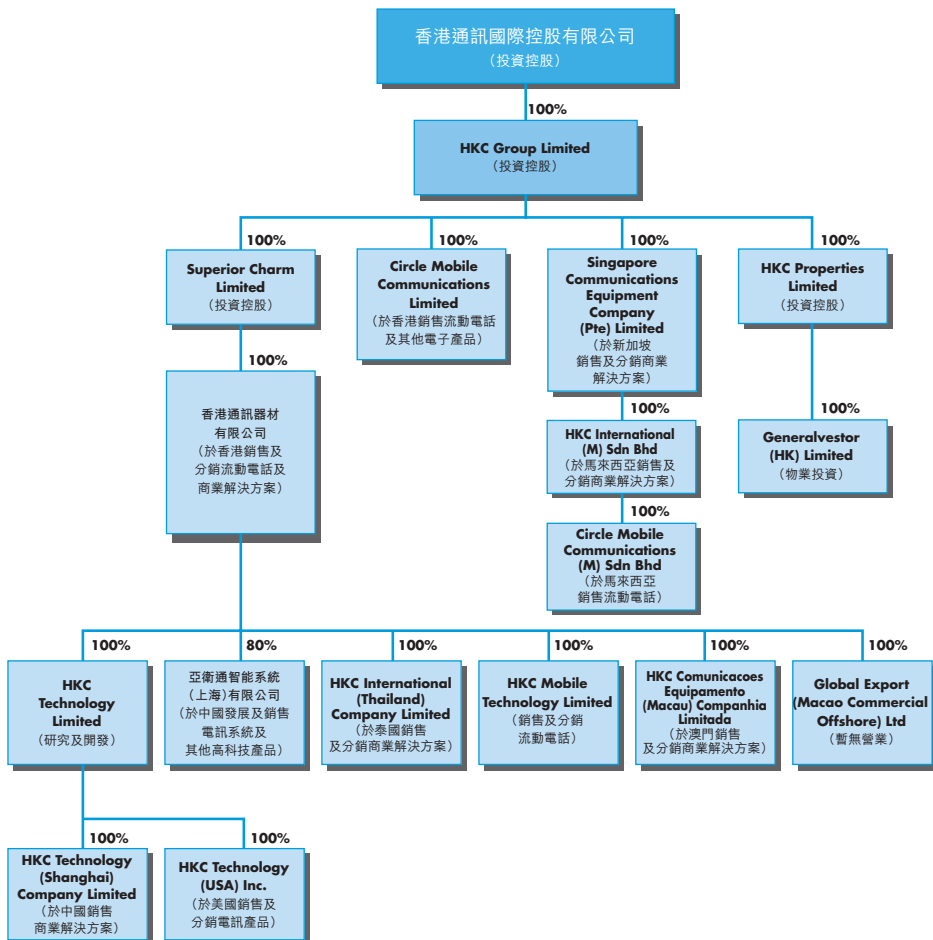 香港通訊國際控股有限公司
（投資控股）
100%
HKC Group Limited
（投資控股）
100%
Superior Charm
Limited
（投資控股）
100%
Circle Mobile
Communications
Limited
（於香港銷售流動電話
及其他電子產品）
100%
Singapore
Communications
Equipment
Company
(Pte) Limited
（於新加坡
銷售及分銷商業
解決方案）
100%
HKC Properties
Limited
（投資控股）
100%
香港通訊器材
有限公司
（於香港銷售及
分銷流動電話及
商業解決方案）
100%
HKC International
(M) Sdn Bhd
（於馬來西亞銷售及
分銷商業解決方案）
100%
Generalvestor
(HK) Limited
（物業投資）
100%
Circle Mobile
Communications
(M) Sdn Bhd
（於馬來西亞
銷售流動電話）
100%
HKC
Technology
Limited
（研究及開發）
80%
亞衛通智能系統
（上海）有限公司
（於中國發展及銷售
電訊系統及
其他高科技產品）
100%
HKC International
(Thailand)
Company Limited
（於泰國銷售
及分銷商業解決方案）
100%
HKC Mobile
Technology Limited
（銷售及分銷
流動電話）
100%
HKC Comunicacoes
Equipamento
(Macau) Companhia
Limitada
（於澳門銷售
及分銷商業解決方案）
100%
Global Export
(Macao Commercial
Offshore) Ltd
（暫無營業）
100%
HKC Technology
(Shanghai)
Company Limited
（於中國銷售
商業解決方案）
100%
HKC Technology
(USA) Inc.
（於美國銷售及
分銷電訊產品）